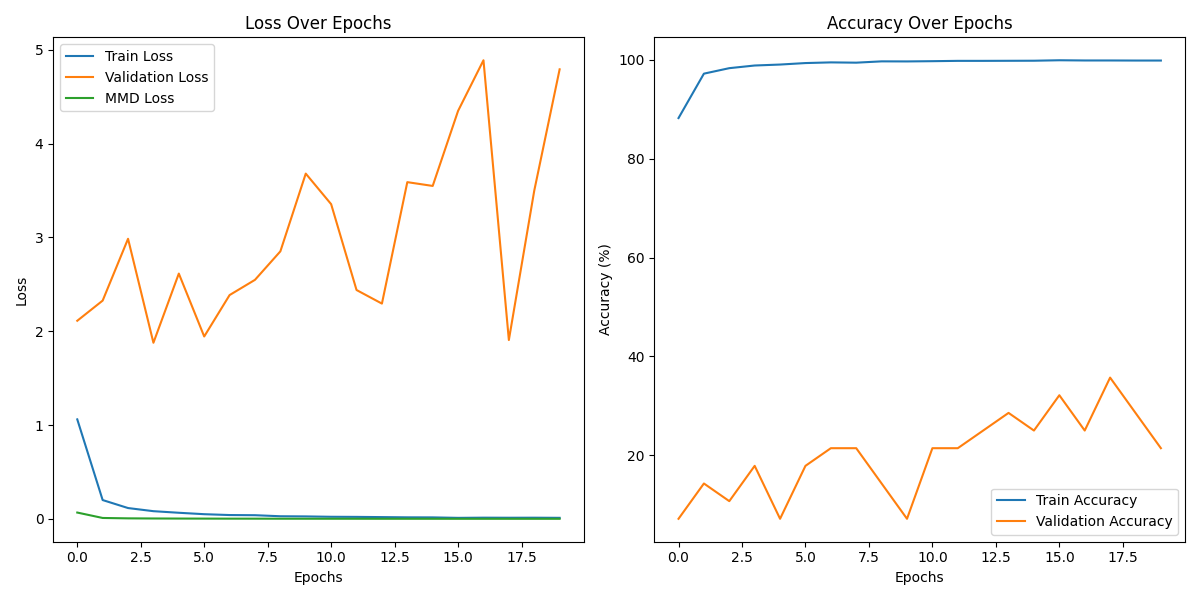 Loss Over Epochs
Train Loss
Validation Loss
MMD Loss
5
4
3
2
1
0
Loss
0.0 2.5 5.0 7.5 10.0 12.5 15.0 17.5
Epochs
Accuracy Over Epochs
100
80
60
40
20
Accuracy (%)
Train Accuracy
Validation Accuracy
0.0 2.5 5.0 7.5 10.0 12.5 15.0 17.5
Epochs